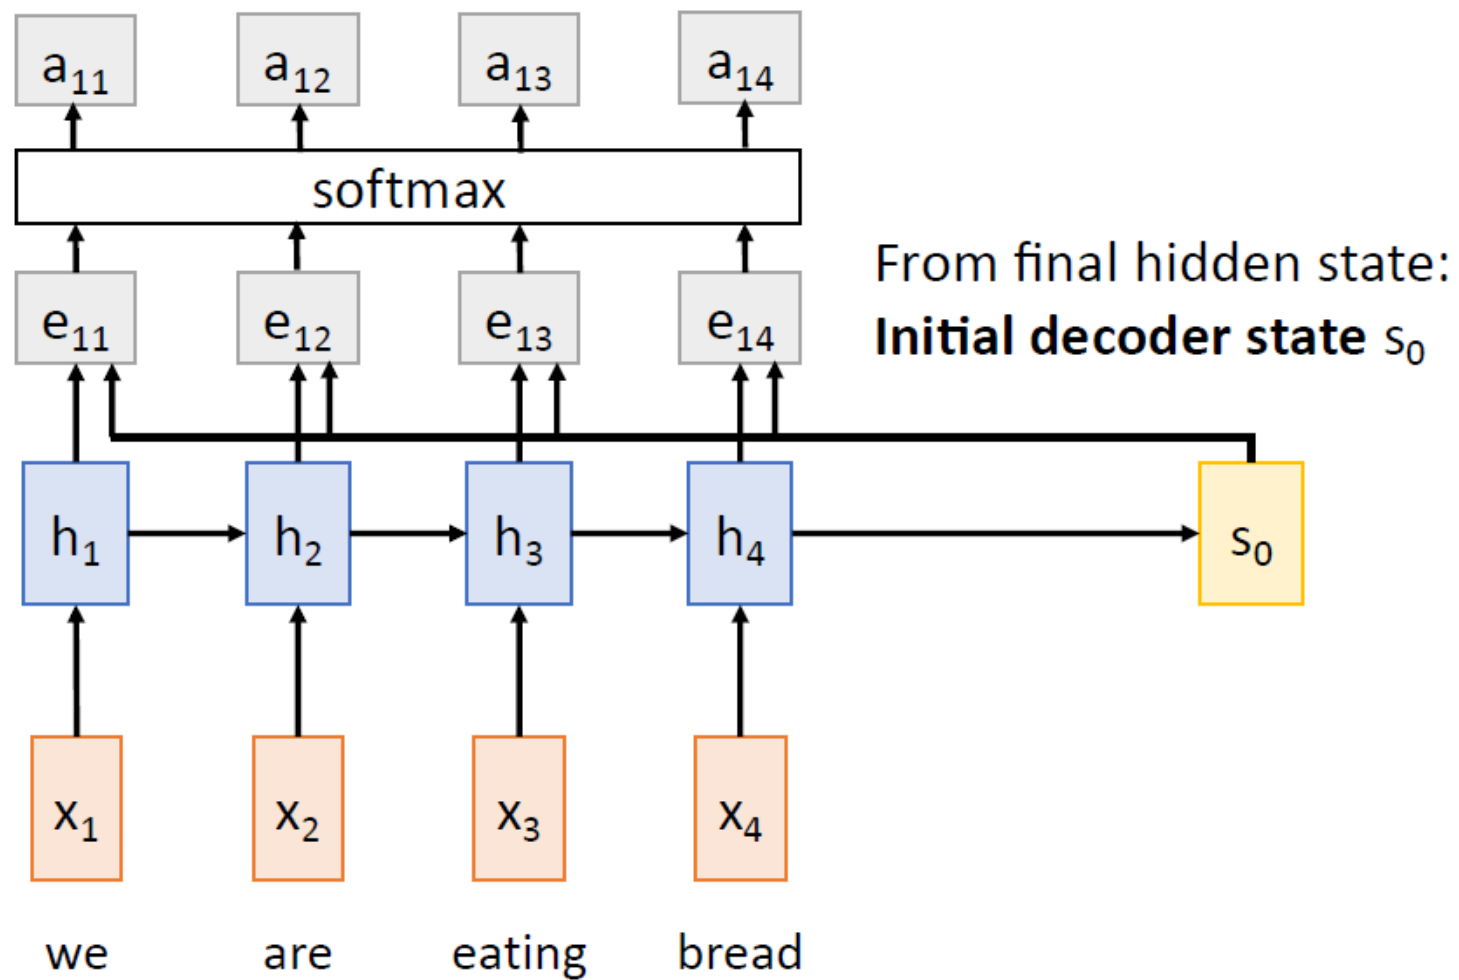 a₁₁ a₁₂ a₁₃ a₁₄
softmax
e₁₁ e₁₂ e₁₃ e₁₄
From final hidden state:
Initial decoder state s₀
h₁ h₂ h₃ h₄ s₀
x₁ x₂ x₃ x₄
we are eating bread